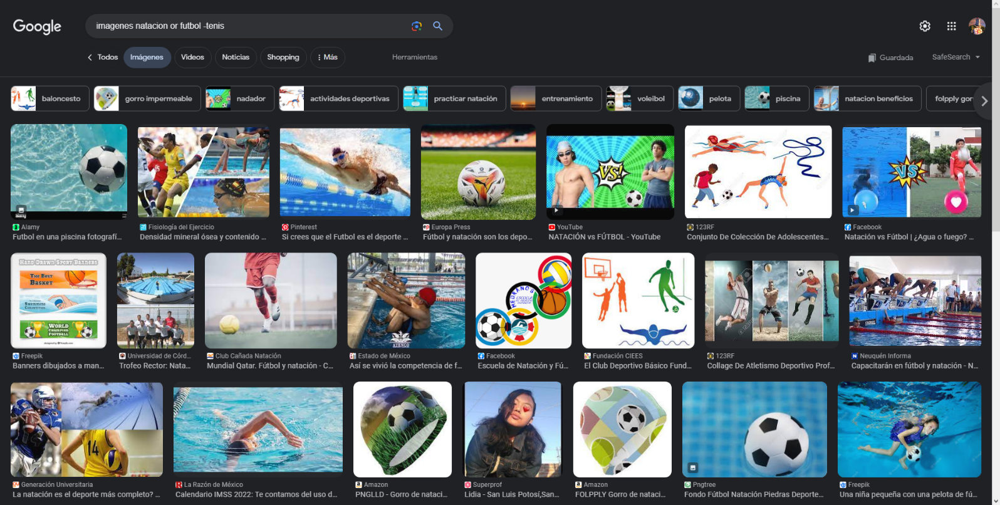 Google
imagenes natacion or futbol -tenis
Todos
Imágenes
Videos
Noticias
Shopping
Más
Herramientas
Guardada
SafeSearch
baloncesto
gorro impermeable
nadador
actividades deportivas
practicar natación
entrenamiento
voleibol
pelota
piscina
natacion beneficios
folpply gor
VS!
VS
alamy
Alamy
Futbol en una piscina fotografí...
Fisiología del Ejercicio
Densidad mineral ósea y contenido ...
Pinterest
Si crees que el Futbol es el deporte ...
Europa Press
Fútbol y natación son los depo...
YouTube
NATACIÓN vs FÚTBOL - YouTube
123RF
Conjunto De Colección De Adolescentes...
Facebook
Natación vs Fútbol | ¿Agua o fuego? ...
Hand Drawn Sport Banners
The Best
Basket
Swimming
Competition
World
Champion
Football
MEDRANOS
ESCUELA
ATENCO
Freepik
Banners dibujados a man...
Universidad de Córd...
Trofeo Rector: Nata...
Club Cañada Natación
Mundial Qatar. Fútbol y natación - C...
Estado de México
Así se vivió la competencia de f...
Facebook
Escuela de Natación y Fú...
Fundación CIEES
El Club Deportivo Básico Fund...
123RF
Collage De Atletismo Deportivo Prof...
Neuquén Informa
Capacitarán en fútbol y natación - N...
14
Generación Universitaria
La natación es el deporte más completo? ...
La Razón de México
Calendario IMSS 2022: Te contamos del uso d...
Amazon
PNGLLD - Gorro de nataci...
Superprof
Lidia - San Luis Potosí,San...
Amazon
FOLPPLY Gorro de nataci...
Pngtree
Fondo Fútbol Natación Piedras Deporte...
Freepik
Una niña pequeña con una pelota de fú...